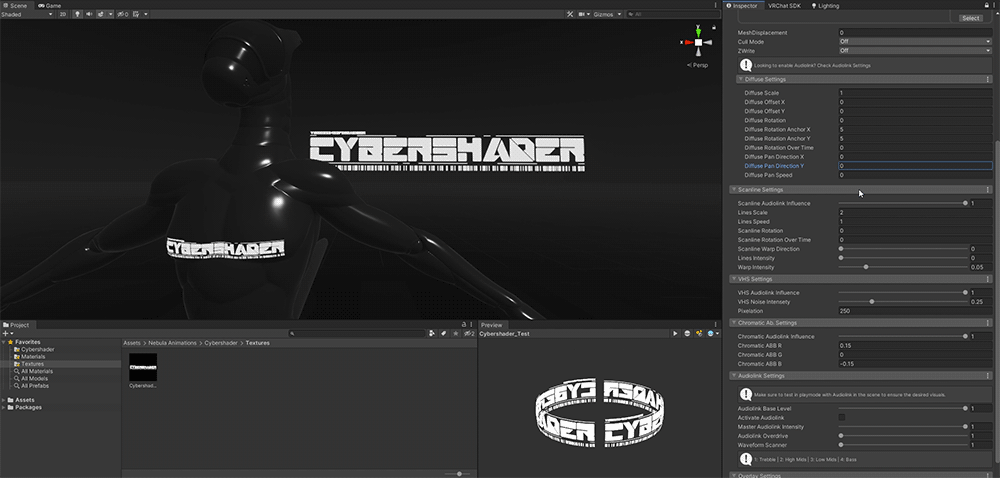 Scene Game
Inspector VRChat SDK Lighting
Shaded 2D 0 Gizmos All
Select
MeshDisplacement 0
Cull Mode Off
ZWrite Off
Looking to enable Audiolink? Check Audiolink Settings
y
x
< Persp
Diffuse Settings
Diffuse Scale 1
Diffuse Offset X 0
Diffuse Offset Y 0
Diffuse Rotation 0
Diffuse Rotation Anchor X 5
Diffuse Rotation Anchor Y 5
Diffuse Rotation Over Time 0
Diffuse Pan Direction X 0
Diffuse Pan Direction Y 0
Diffuse Pan Speed 0
CYBERSHADER
CYBERSHADER
Scanline Settings
Scanline Audiolink Influence 1
Lines Scale 2
Lines Speed 1
Scanline Rotation 0
Scanline Rotation Over Time 0
Scanline Warp Direction 0
Lines Intensity 0
Warp Intensity 0.05
VHS Settings
VHS Audiolink Influence 1
VHS Noise Intensety 0.25
Pixelation 250
Chromatic Ab. Settings
Chromatic Audiolink Influence 1
Chromatic ABB R 0.15
Chromatic ABB G 0
Chromatic ABB B -0.15
Audiolink Settings
Make sure to test in playmode with Audiolink in the scene to ensure the desired visuals.
Audiolink Base Level 1
Activate Audiolink
Master Audiolink Intensity 1
Audiolink Overdrive 1
Waveform Scanner 1
1: Treble | 2: High Mids | 3: Low Mids | 4: Bass
Overlay Settings
Project
2
Favorites
Cybershader
Materials
Textures
All Materials
All Models
All Prefabs
Assets
Packages
Assets > Nebula Animations > Cybershader > Textures
Cybershad...
Preview
Cybershader_Test